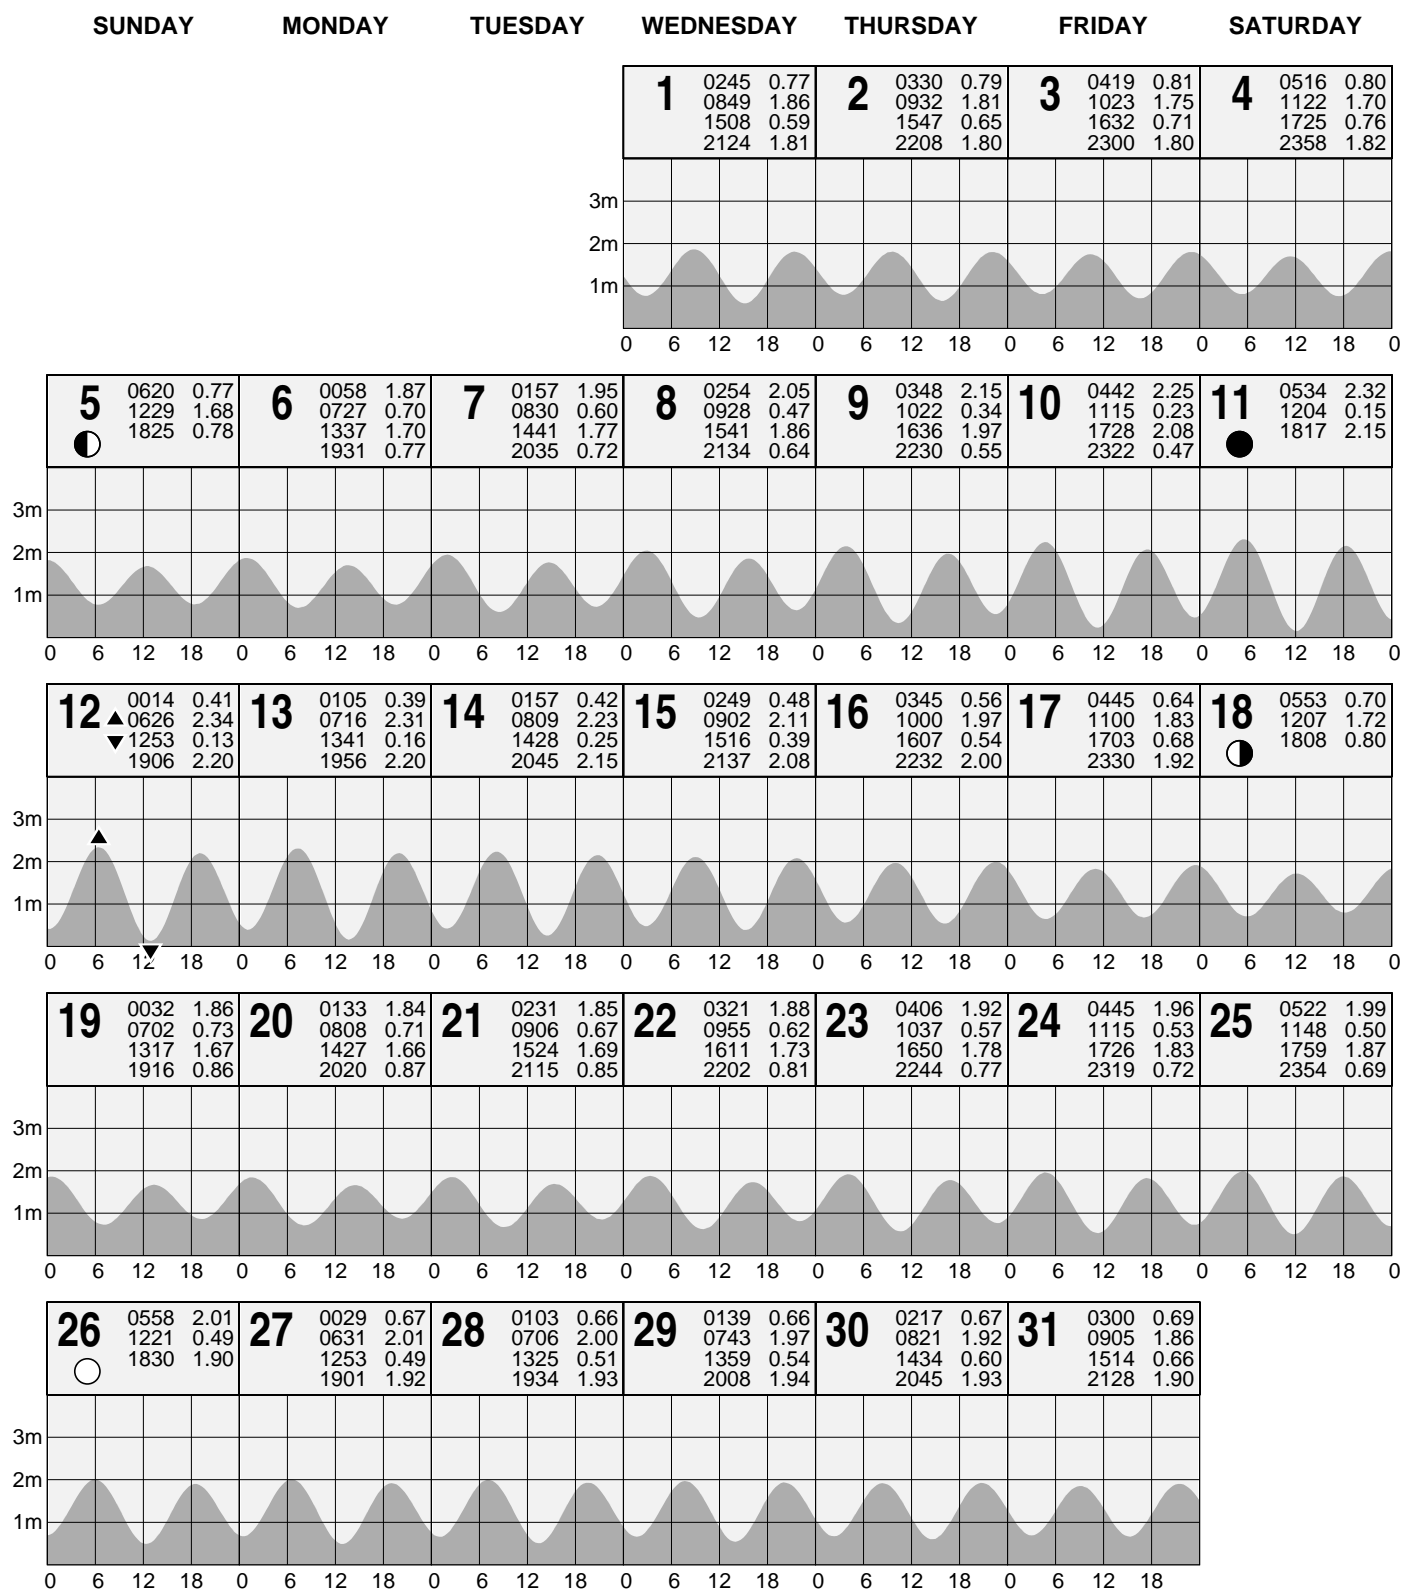 SUNDAY MONDAY TUESDAY WEDNESDAY THURSDAY FRIDAY SATURDAY
1 0245 0.77
0849 1.86
1508 0.59
2124 1.81
2 0330 0.79
0932 1.81
1547 0.65
2208 1.80
3 0419 0.81
1023 1.75
1632 0.71
2300 1.80
4 0516 0.80
1122 1.70
1725 0.76
2358 1.82
3m
2m
1m
0 6 12 18 0 6 12 18 0 6 12 18 0 6 12 18 0
5 0620 0.77
1229 1.68
1825 0.78
6 0058 1.87
0727 0.70
1337 1.70
1931 0.77
7 0157 1.95
0830 0.60
1441 1.77
2035 0.72
8 0254 2.05
0928 0.47
1541 1.86
2134 0.64
9 0348 2.15
1022 0.34
1636 1.97
2230 0.55
10 0442 2.25
1115 0.23
1728 2.08
2322 0.47
11 0534 2.32
1204 0.15
1817 2.15
3m
2m
1m
0 6 12 18 0 6 12 18 0 6 12 18 0 6 12 18 0 6 12 18 0 6 12 18 0 6 12 18 0
12 0014 0.41
0626 2.34
1253 0.13
1906 2.20
13 0105 0.39
0716 2.31
1341 0.16
1956 2.20
14 0157 0.42
0809 2.23
1428 0.25
2045 2.15
15 0249 0.48
0902 2.11
1516 0.39
2137 2.08
16 0345 0.56
1000 1.97
1607 0.54
2232 2.00
17 0445 0.64
1100 1.83
1703 0.68
2330 1.92
18 0553 0.70
1207 1.72
1808 0.80
3m
2m
1m
0 6 12 18 0 6 12 18 0 6 12 18 0 6 12 18 0 6 12 18 0 6 12 18 0 6 12 18 0
19 0032 1.86
0702 0.73
1317 1.67
1916 0.86
20 0133 1.84
0808 0.71
1427 1.66
2020 0.87
21 0231 1.85
0906 0.67
1524 1.69
2115 0.85
22 0321 1.88
0955 0.62
1611 1.73
2202 0.81
23 0406 1.92
1037 0.57
1650 1.78
2244 0.77
24 0445 1.96
1115 0.53
1726 1.83
2319 0.72
25 0522 1.99
1148 0.50
1759 1.87
2354 0.69
3m
2m
1m
0 6 12 18 0 6 12 18 0 6 12 18 0 6 12 18 0 6 12 18 0 6 12 18 0 6 12 18 0
26 0558 2.01
1221 0.49
1830 1.90
27 0029 0.67
0631 2.01
1253 0.49
1901 1.92
28 0103 0.66
0706 2.00
1325 0.51
1934 1.93
29 0139 0.66
0743 1.97
1359 0.54
2008 1.94
30 0217 0.67
0821 1.92
1434 0.60
2045 1.93
31 0300 0.69
0905 1.86
1514 0.66
2128 1.90
3m
2m
1m
0 6 12 18 0 6 12 18 0 6 12 18 0 6 12 18 0 6 12 18 0 6 12 18